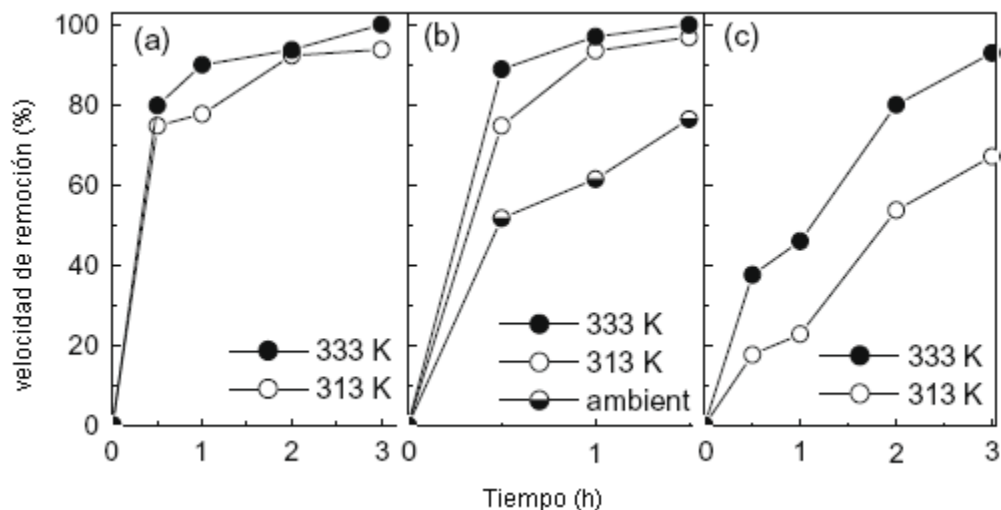 velocidad de remoción (%)
100
80
60
40
20
0
(a)
333 K
313 K
0 1 2 3
(b)
333 K
313 K
ambient
0 1
(c)
333 K
313 K
0 1 2 3
Tiempo (h)